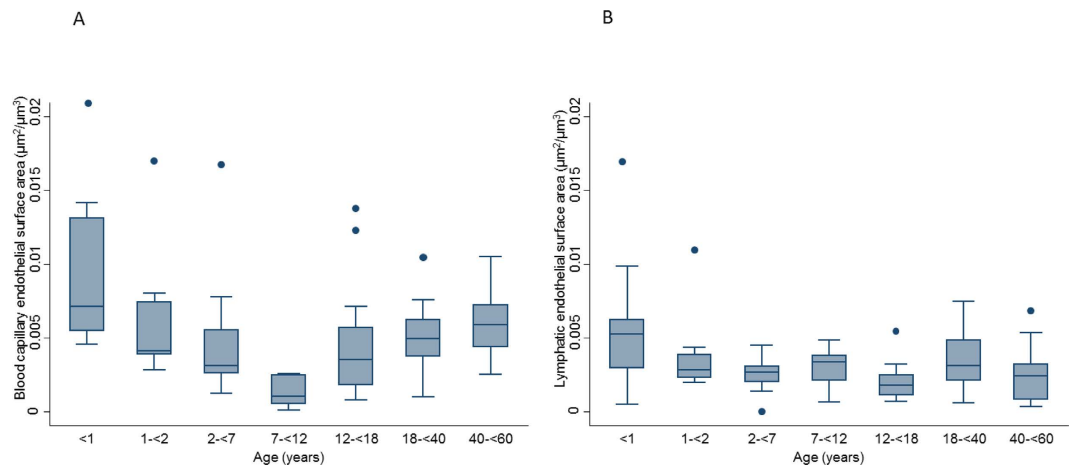 A
Blood capillary endothelial surface area (µm²/µm³)
0.02
0.015
0.01
0.005
0
<1 1-<2 2-<7 7-<12 12-<18 18-<40 40-<60
Age (years)
B
Lymphatic endothelial surface area (µm²/µm³)
0.02
0.015
0.01
0.005
0
<1 1-<2 2-<7 7-<12 12-<18 18-<40 40-<60
Age (years)